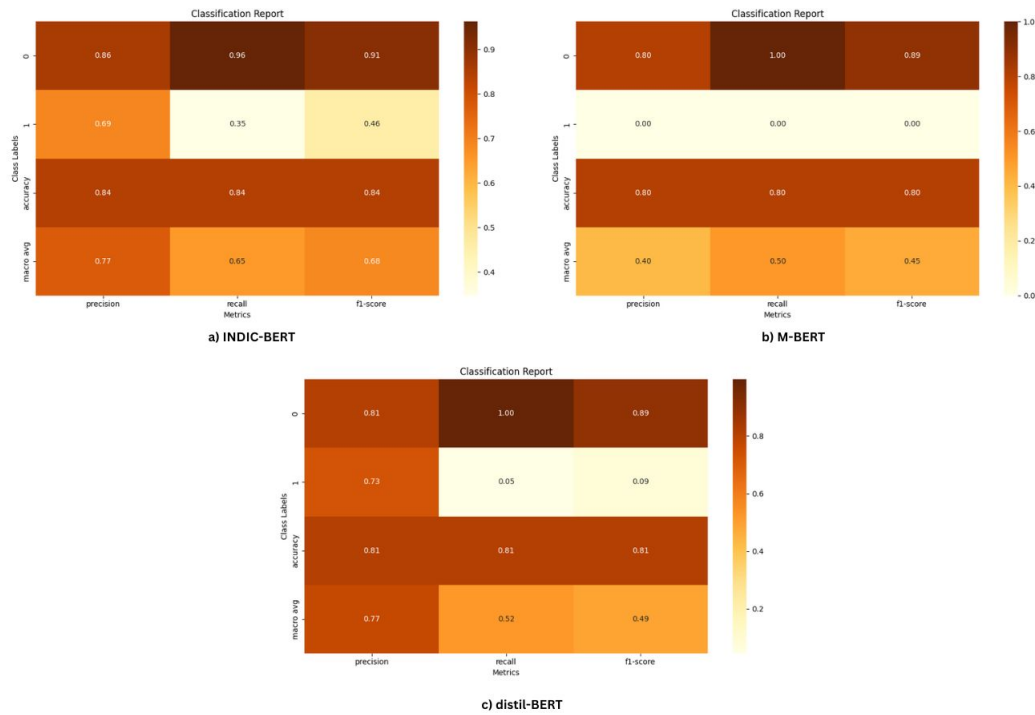 Classification Report
0 0.86 0.96 0.91 0.9
1 0.69 0.35 0.46 0.8
accuracy 0.84 0.84 0.84 0.7
macro avg 0.77 0.65 0.68 0.6
0.5
0.4
Class Labels
precision recall f1-score
Metrics
a) INDIC-BERT
Classification Report
1.0
0 0.80 1.00 0.89 0.8
1 0.00 0.00 0.00 0.6
accuracy 0.80 0.80 0.80 0.4
macro avg 0.40 0.50 0.45 0.2
0.0
Class Labels
precision recall f1-score
Metrics
b) M-BERT
Classification Report
0 0.81 1.00 0.89 0.8
1 0.73 0.05 0.09 0.6
accuracy 0.81 0.81 0.81 0.4
macro avg 0.77 0.52 0.49 0.2
Class Labels
precision recall f1-score
Metrics
c) distil-BERT